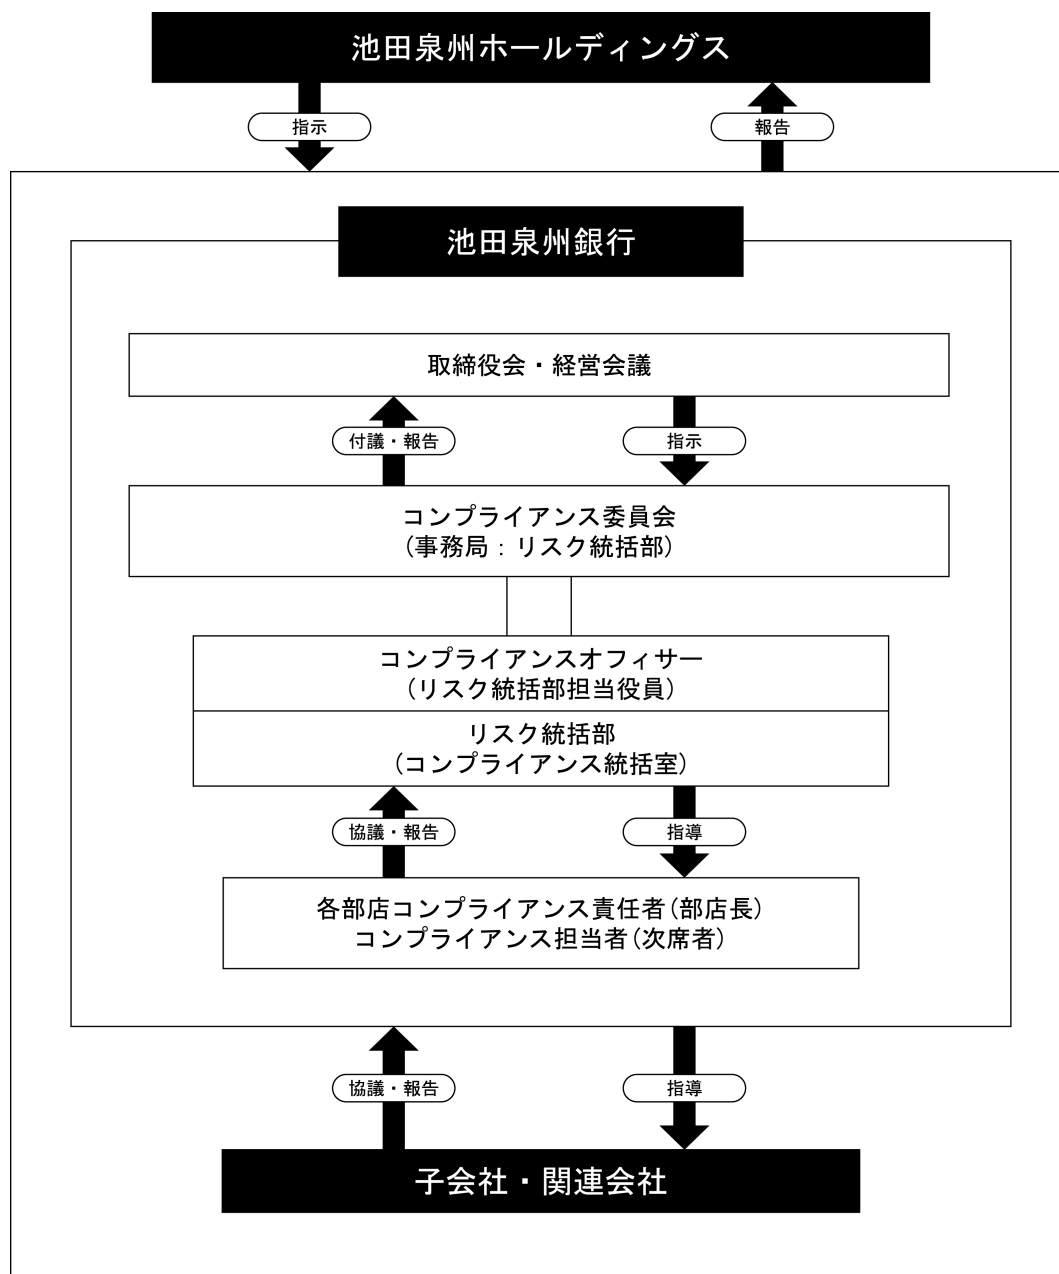 池田泉州ホールディングス
指示
報告
池田泉州銀行
取締役会・経営会議
付議・報告
指示
コンプライアンス委員会
(事務局：リスク統括部)
コンプライアンスオフィサー
(リスク統括部担当役員)
リスク統括部
(コンプライアンス統括室)
協議・報告
指導
各部店コンプライアンス責任者(部店長)
コンプライアンス担当者(次席者)
協議・報告
指導
子会社・関連会社